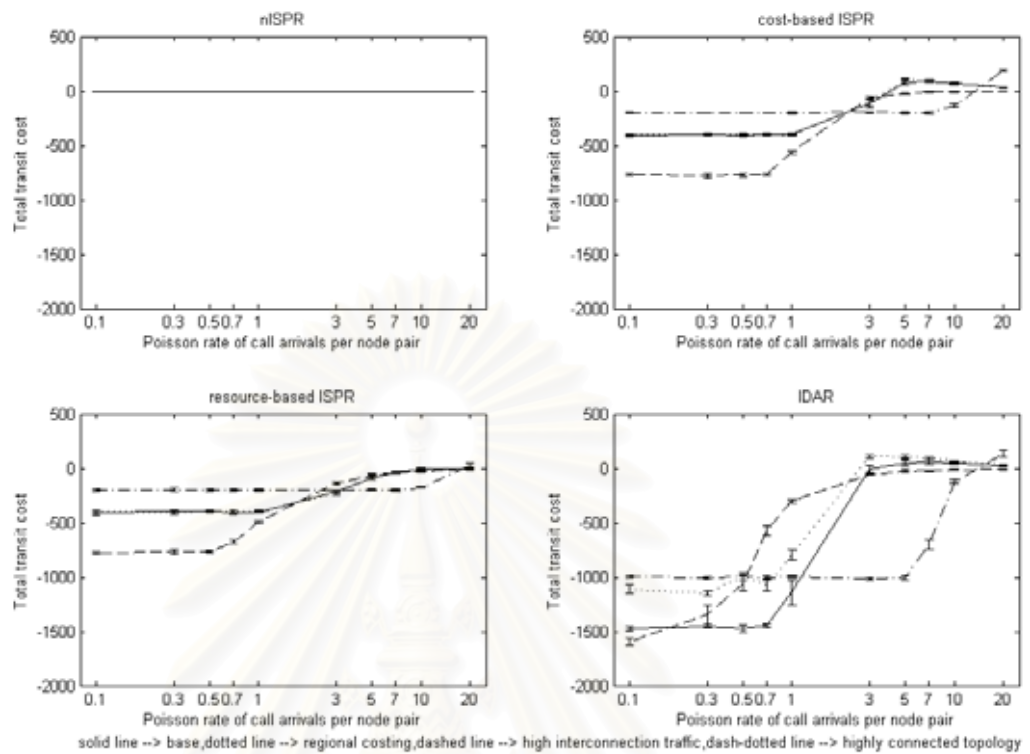 nISPR
500
0
-500
-1000
-1500
-2000
Total transit cost
0.1 0.3 0.5 0.7 1 3 5 7 10 20
Poisson rate of call arrivals per node pair
cost-based ISPR
500
0
-500
-1000
-1500
-2000
Total transit cost
0.1 0.3 0.5 0.7 1 3 5 7 10 20
Poisson rate of call arrivals per node pair
resource-based ISPR
500
0
-500
-1000
-1500
-2000
Total transit cost
0.1 0.3 0.5 0.7 1 3 5 7 10 20
Poisson rate of call arrivals per node pair
IDAR
500
0
-500
-1000
-1500
-2000
Total transit cost
0.1 0.3 0.5 0.7 1 3 5 7 10 20
Poisson rate of call arrivals per node pair
solid line --> base,dotted line --> regional costing,dashed line --> high interconnection traffic,dash-dotted line --> highly connected topology